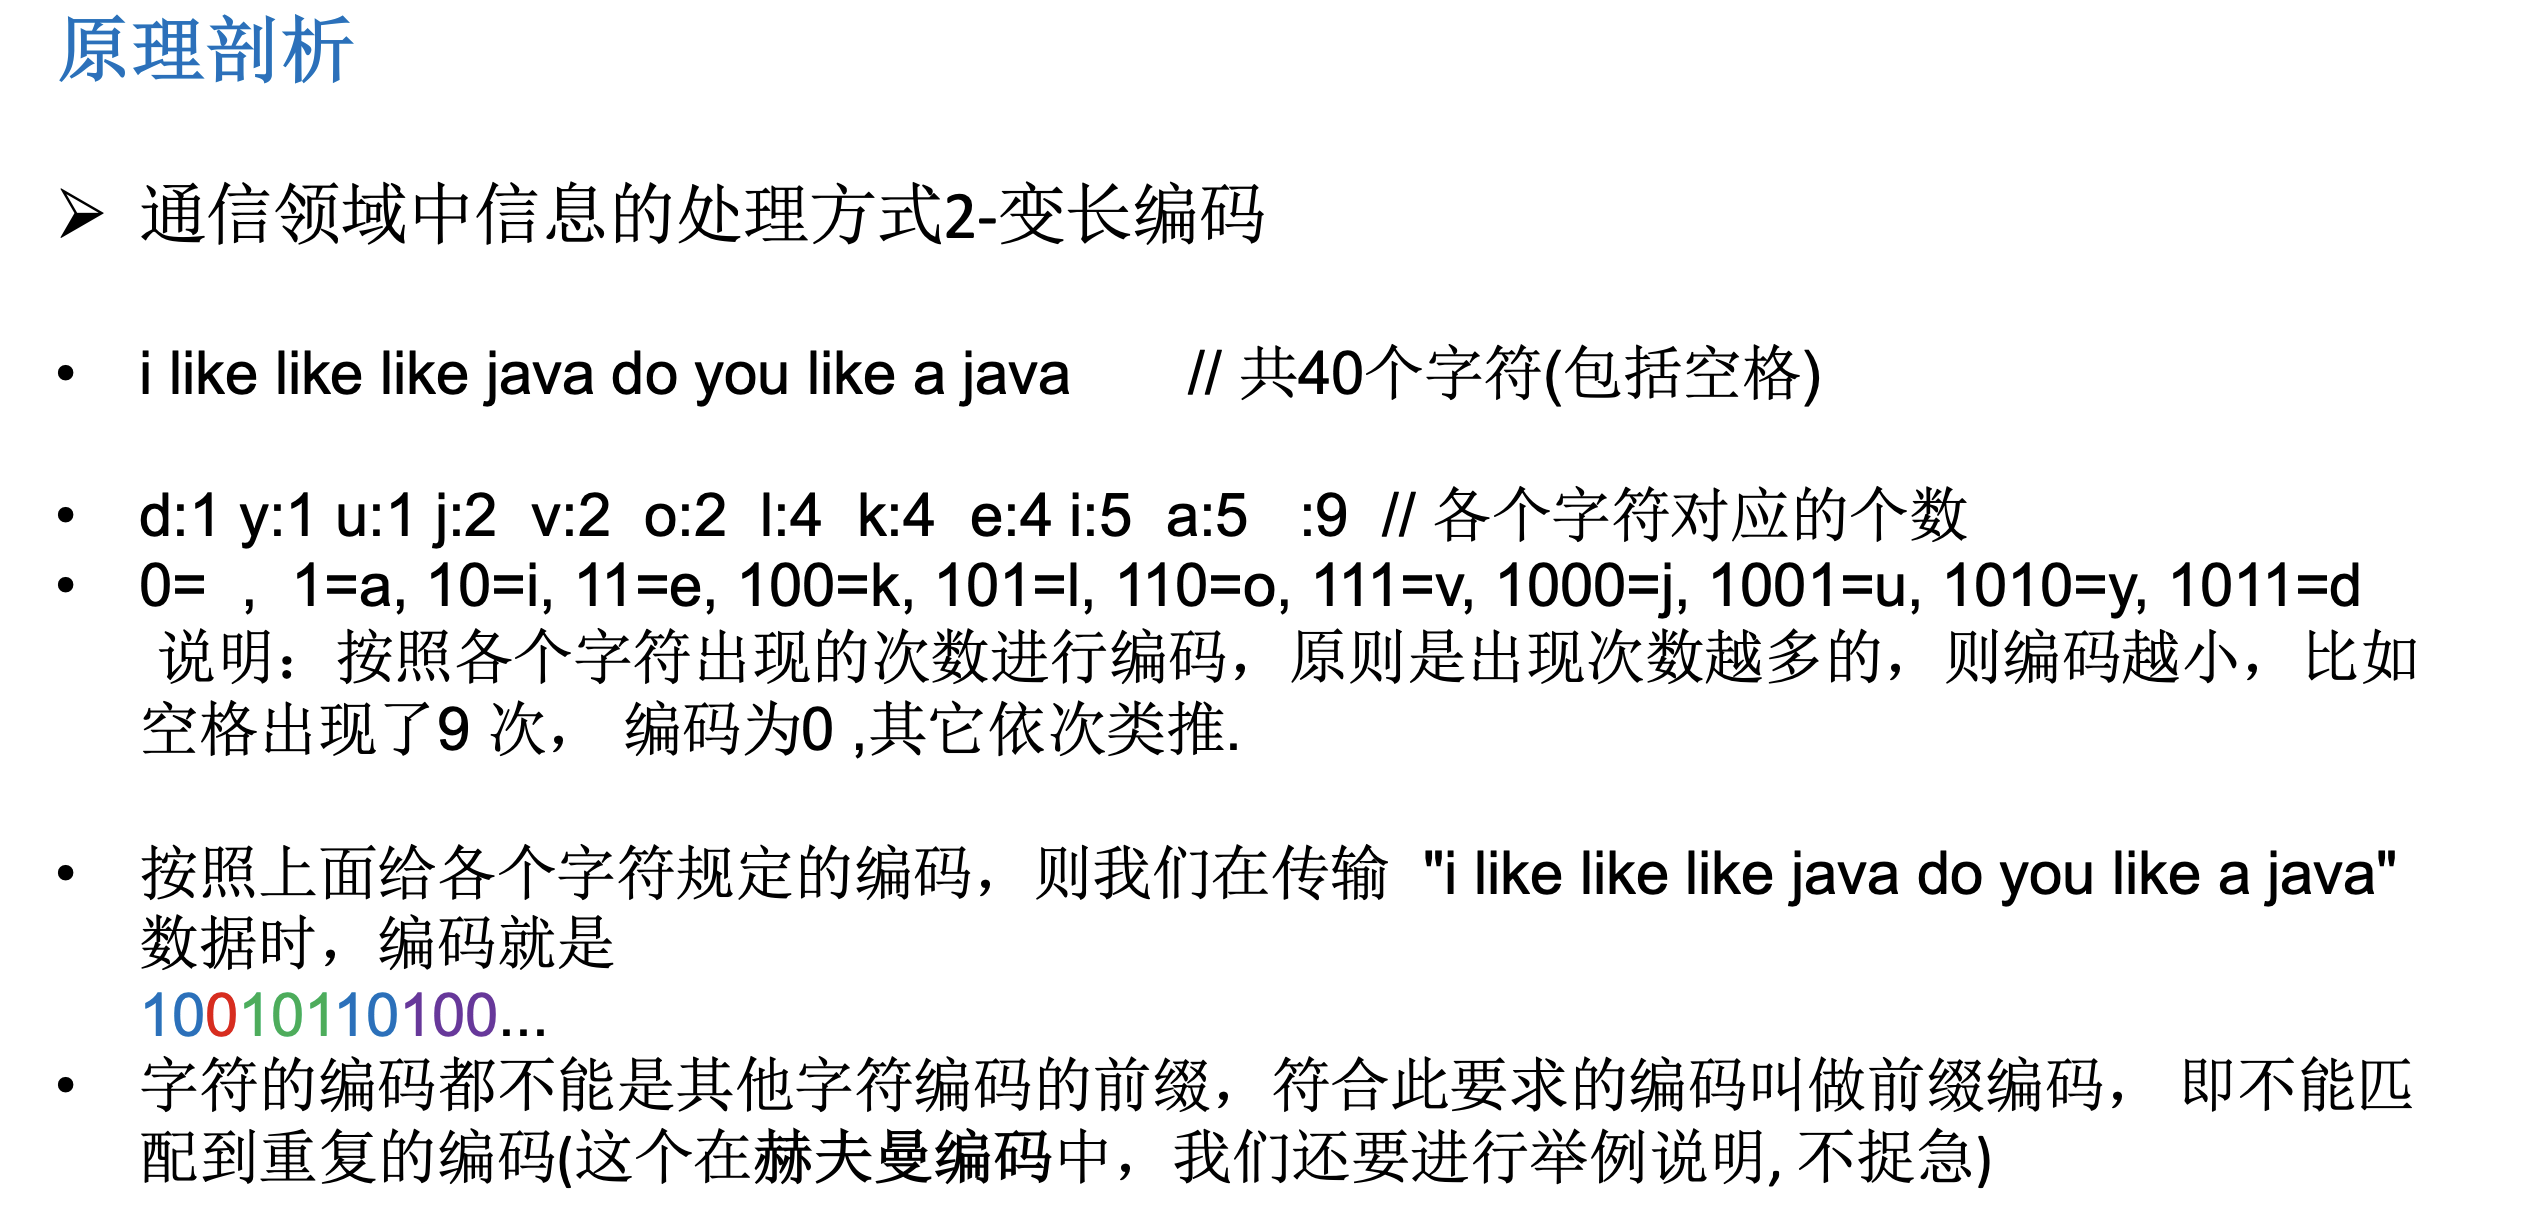 原理剖析
➢ 通信领域中信息的处理方式2-变长编码
• i like like like java do you like a java // 共40个字符(包括空格)
• d:1 y:1 u:1 j:2 v:2 o:2 l:4 k:4 e:4 i:5 a:5 :9 // 各个字符对应的个数
• 0= , 1=a, 10=i, 11=e, 100=k, 101=l, 110=o, 111=v, 1000=j, 1001=u, 1010=y, 1011=d
说明：按照各个字符出现的次数进行编码，原则是出现次数越多的，则编码越小，比如
空格出现了9 次， 编码为0 ,其它依次类推.
• 按照上面给各个字符规定的编码，则我们在传输 "i like like like java do you like a java"
数据时，编码就是
10010110100...
• 字符的编码都不能是其他字符编码的前缀，符合此要求的编码叫做前缀编码， 即不能匹
配到重复的编码(这个在赫夫曼编码中，我们还要进行举例说明, 不捉急)